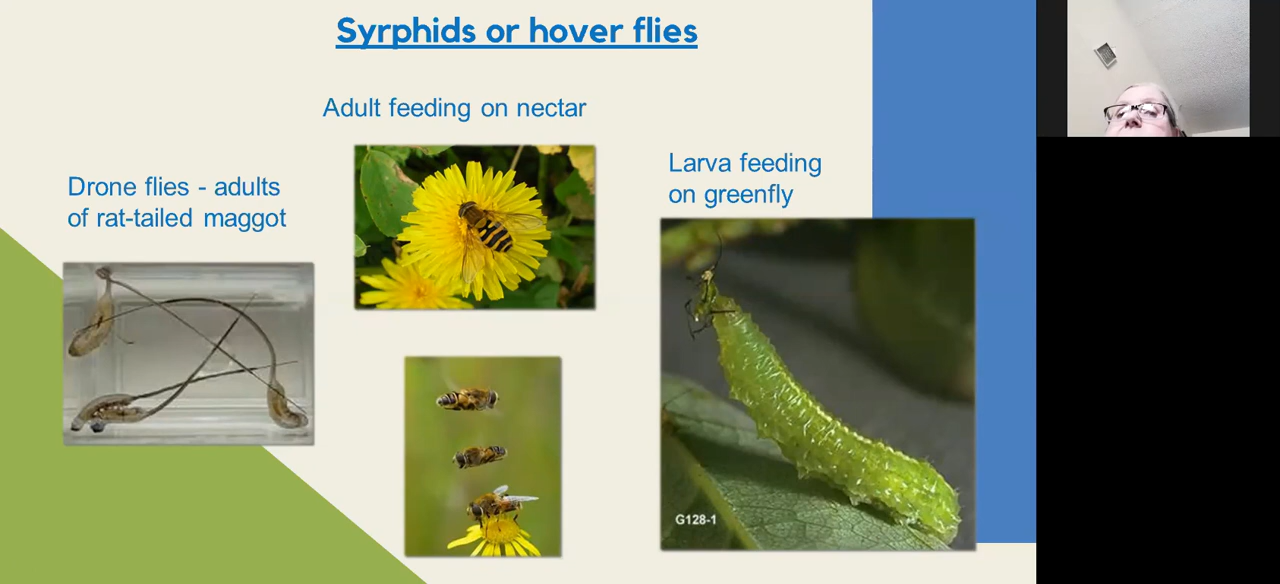 Syrphids or hover flies
Adult feeding on nectar
Drone flies - adults
of rat-tailed maggot
Larva feeding
on greenfly
G128-1